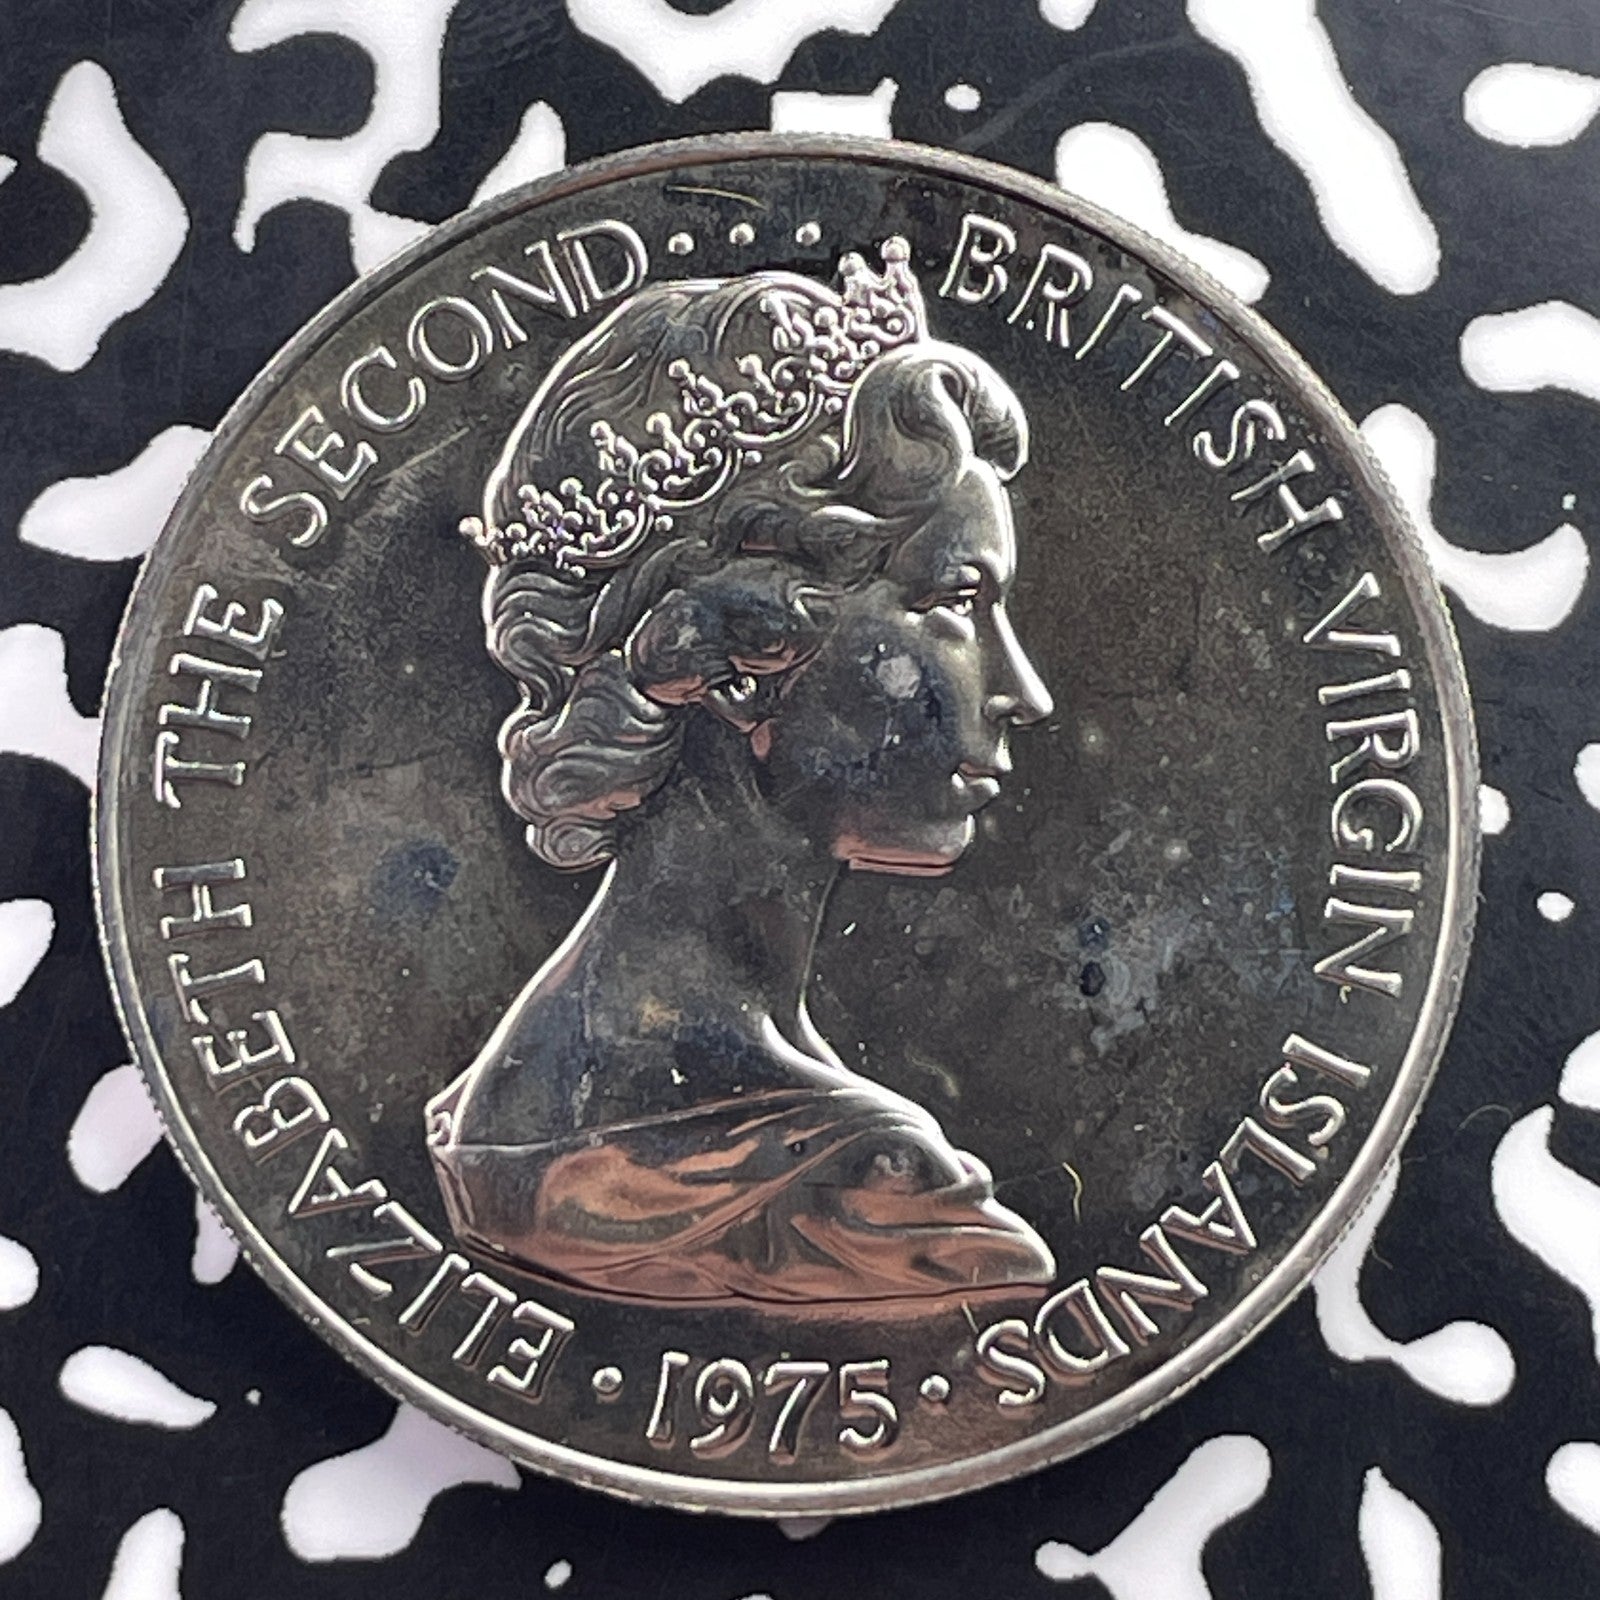 ELIZABETH THE SECOND... BRITISH VIRGIN ISLANDS
·1975·